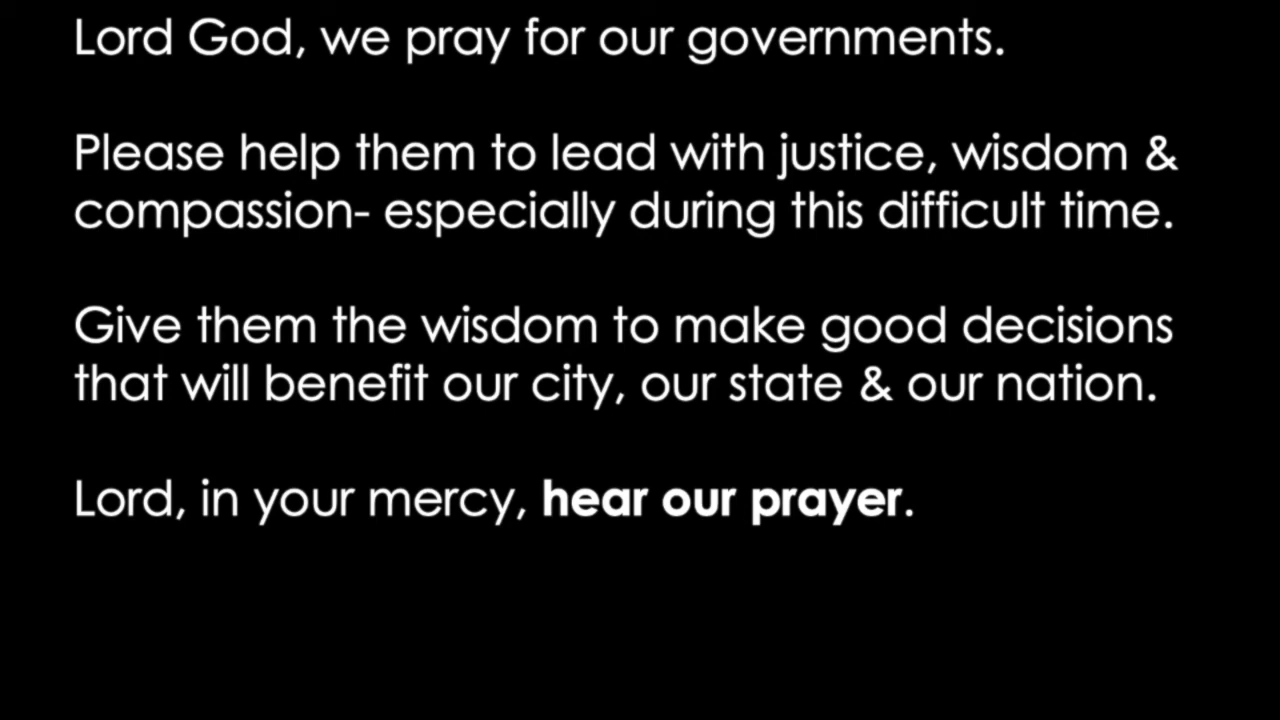 Lord God, we pray for our governments.
Please help them to lead with justice, wisdom &
compassion- especially during this difficult time.
Give them the wisdom to make good decisions
that will benefit our city, our state & our nation.
Lord, in your mercy, hear our prayer.